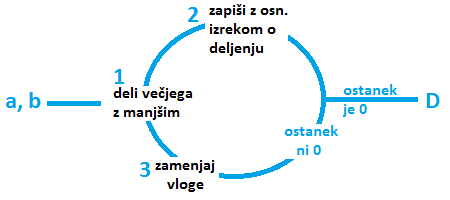 a, b
1
deli večjega
z manjšim
2
zapiši z osn.
izrekom o
deljenju
3
zamenjaj
vloge
ostanek
ni 0
ostanek
je 0
D